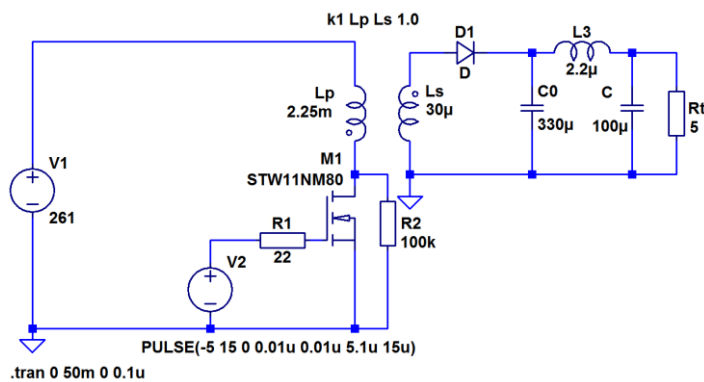 k1 Lp Ls 1.0
D1
D
L3
2.2µ
Lp
2.25m
Ls
30µ
C0
330µ
C
100µ
Rt
5
V1
261
M1
STW11NM80
R1
22
R2
100k
V2
PULSE(-5 15 0 0.01u 0.01u 5.1u 15u)
.tran 0 50m 0 0.1u